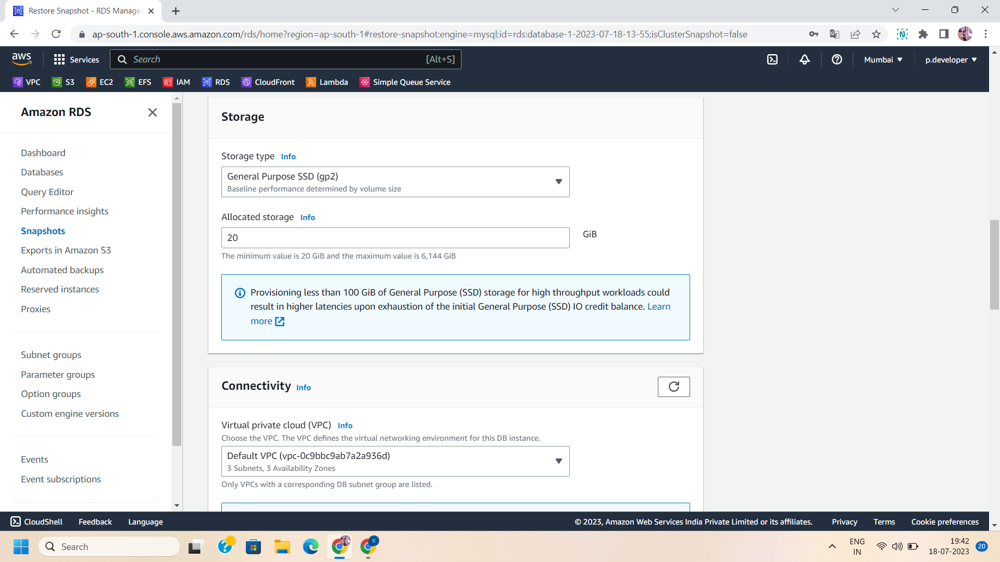 Restore Snapshot - RDS Manage
ap-south-1.console.aws.amazon.com/rds/home?region=ap-south-1#restore-snapshot:engine=mysql;id=rds:database-1-2023-07-18-13-55;isClusterSnapshot=false
aws
Services
Search
[Alt+S]
Mumbai
p.developer
VPC
S3
EC2
EFS
IAM
RDS
CloudFront
Lambda
Simple Queue Service
Amazon RDS
Dashboard
Databases
Query Editor
Performance insights
Snapshots
Exports in Amazon S3
Automated backups
Reserved instances
Proxies
Subnet groups
Parameter groups
Option groups
Custom engine versions
Events
Event subscriptions
Storage
Storage type Info
General Purpose SSD (gp2)
Baseline performance determined by volume size
Allocated storage Info
20
GiB
The minimum value is 20 GiB and the maximum value is 6,144 GiB
Provisioning less than 100 GiB of General Purpose (SSD) storage for high throughput workloads could
result in higher latencies upon exhaustion of the initial General Purpose (SSD) IO credit balance. Learn
more
Connectivity Info
Virtual private cloud (VPC) Info
Choose the VPC. The VPC defines the virtual networking environment for this DB instance.
Default VPC (vpc-0c9bbc9ab7a2a936d)
3 Subnets, 3 Availability Zones
Only VPCs with a corresponding DB subnet group are listed.
CloudShell
Feedback
Language
© 2023, Amazon Web Services India Private Limited or its affiliates.
Privacy
Terms
Cookie preferences
Search
ENG
IN
19:42
18-07-2023
20